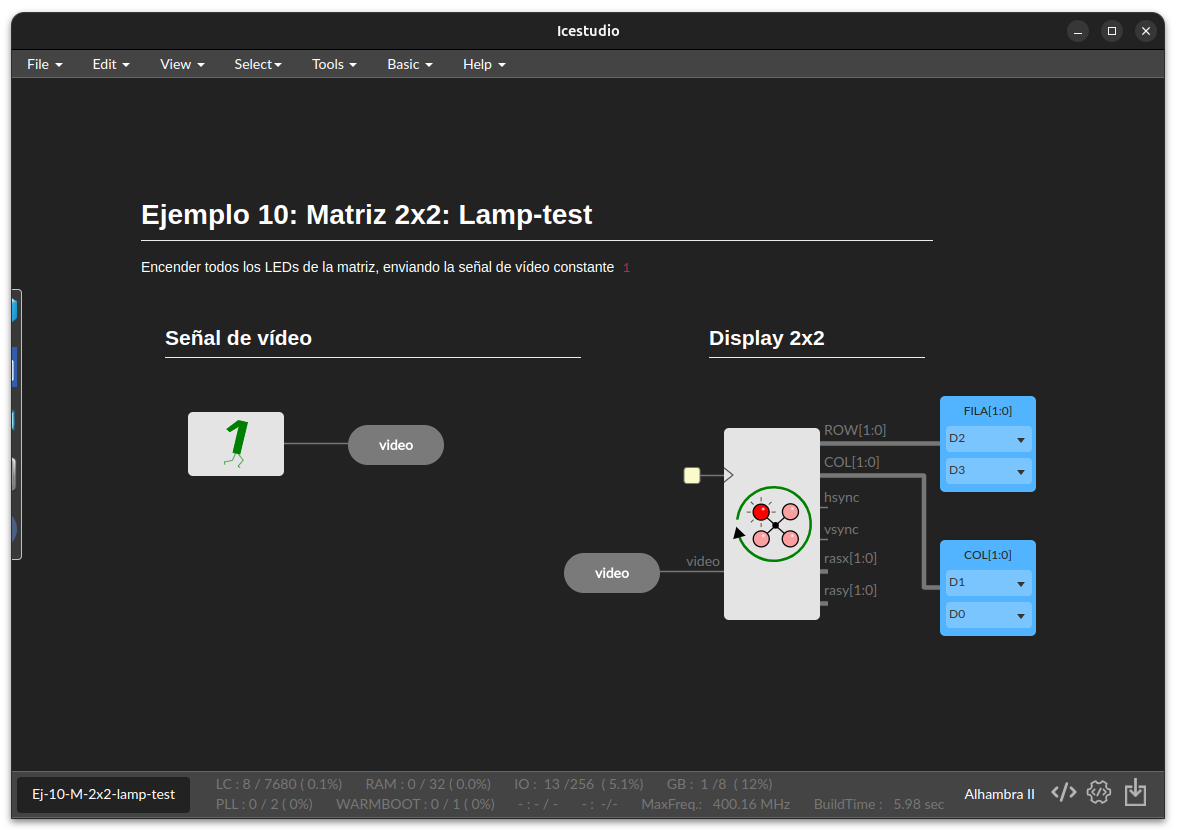 Icestudio
File Edit View Select Tools Basic Help
Ejemplo 10: Matriz 2x2: Lamp-test
Encender todos los LEDs de la matriz, enviando la señal de vídeo constante 1
Señal de vídeo
Display 2x2
1
video
video
video
ROW[1:0]
COL[1:0]
hsync
vsync
rasx[1:0]
rasy[1:0]
FILA[1:0]
D2
D3
COL[1:0]
D1
D0
Ej-10-M-2x2-lamp-test
LC : 8 / 7680 ( 0.1%) RAM : 0 / 32 ( 0.0%) IO : 13 /256 ( 5.1%) GB : 1 /8 ( 12%)
PLL : 0 / 2 ( 0%) WARMBOOT : 0 / 1 ( 0%) - : - / - - : -/- MaxFreq.: 400.16 MHz BuildTime : 5.98 sec
Alhambra II